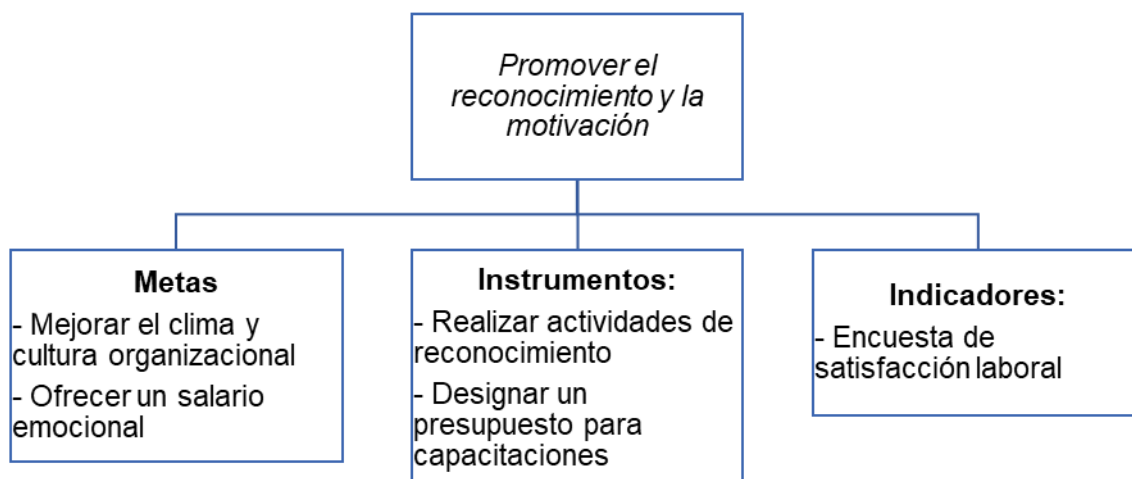 Promover el
reconocimiento y la
motivación
Metas
- Mejorar el clima y
cultura organizacional
- Ofrecer un salario
emocional
Instrumentos:
- Realizar actividades de
reconocimiento
- Designar un
presupuesto para
capacitaciones
Indicadores:
- Encuesta de
satisfacción laboral